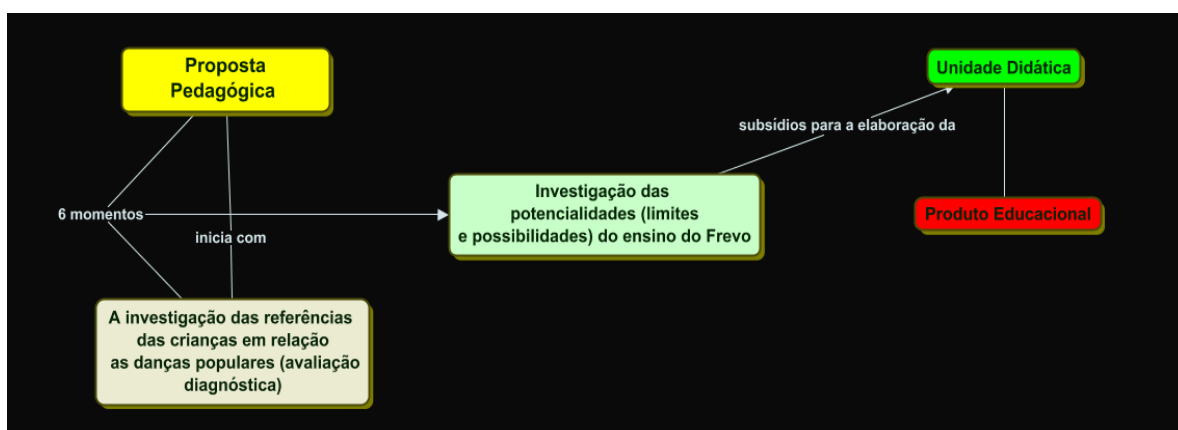 Proposta
Pedagógica
6 momentos
inicia com
A investigação das referências
das crianças em relação
as danças populares (avaliação
diagnóstica)
Investigação das
potencialidades (limites
e possibilidades) do ensino do Frevo
subsídios para a elaboração da
Unidade Didática
Produto Educacional